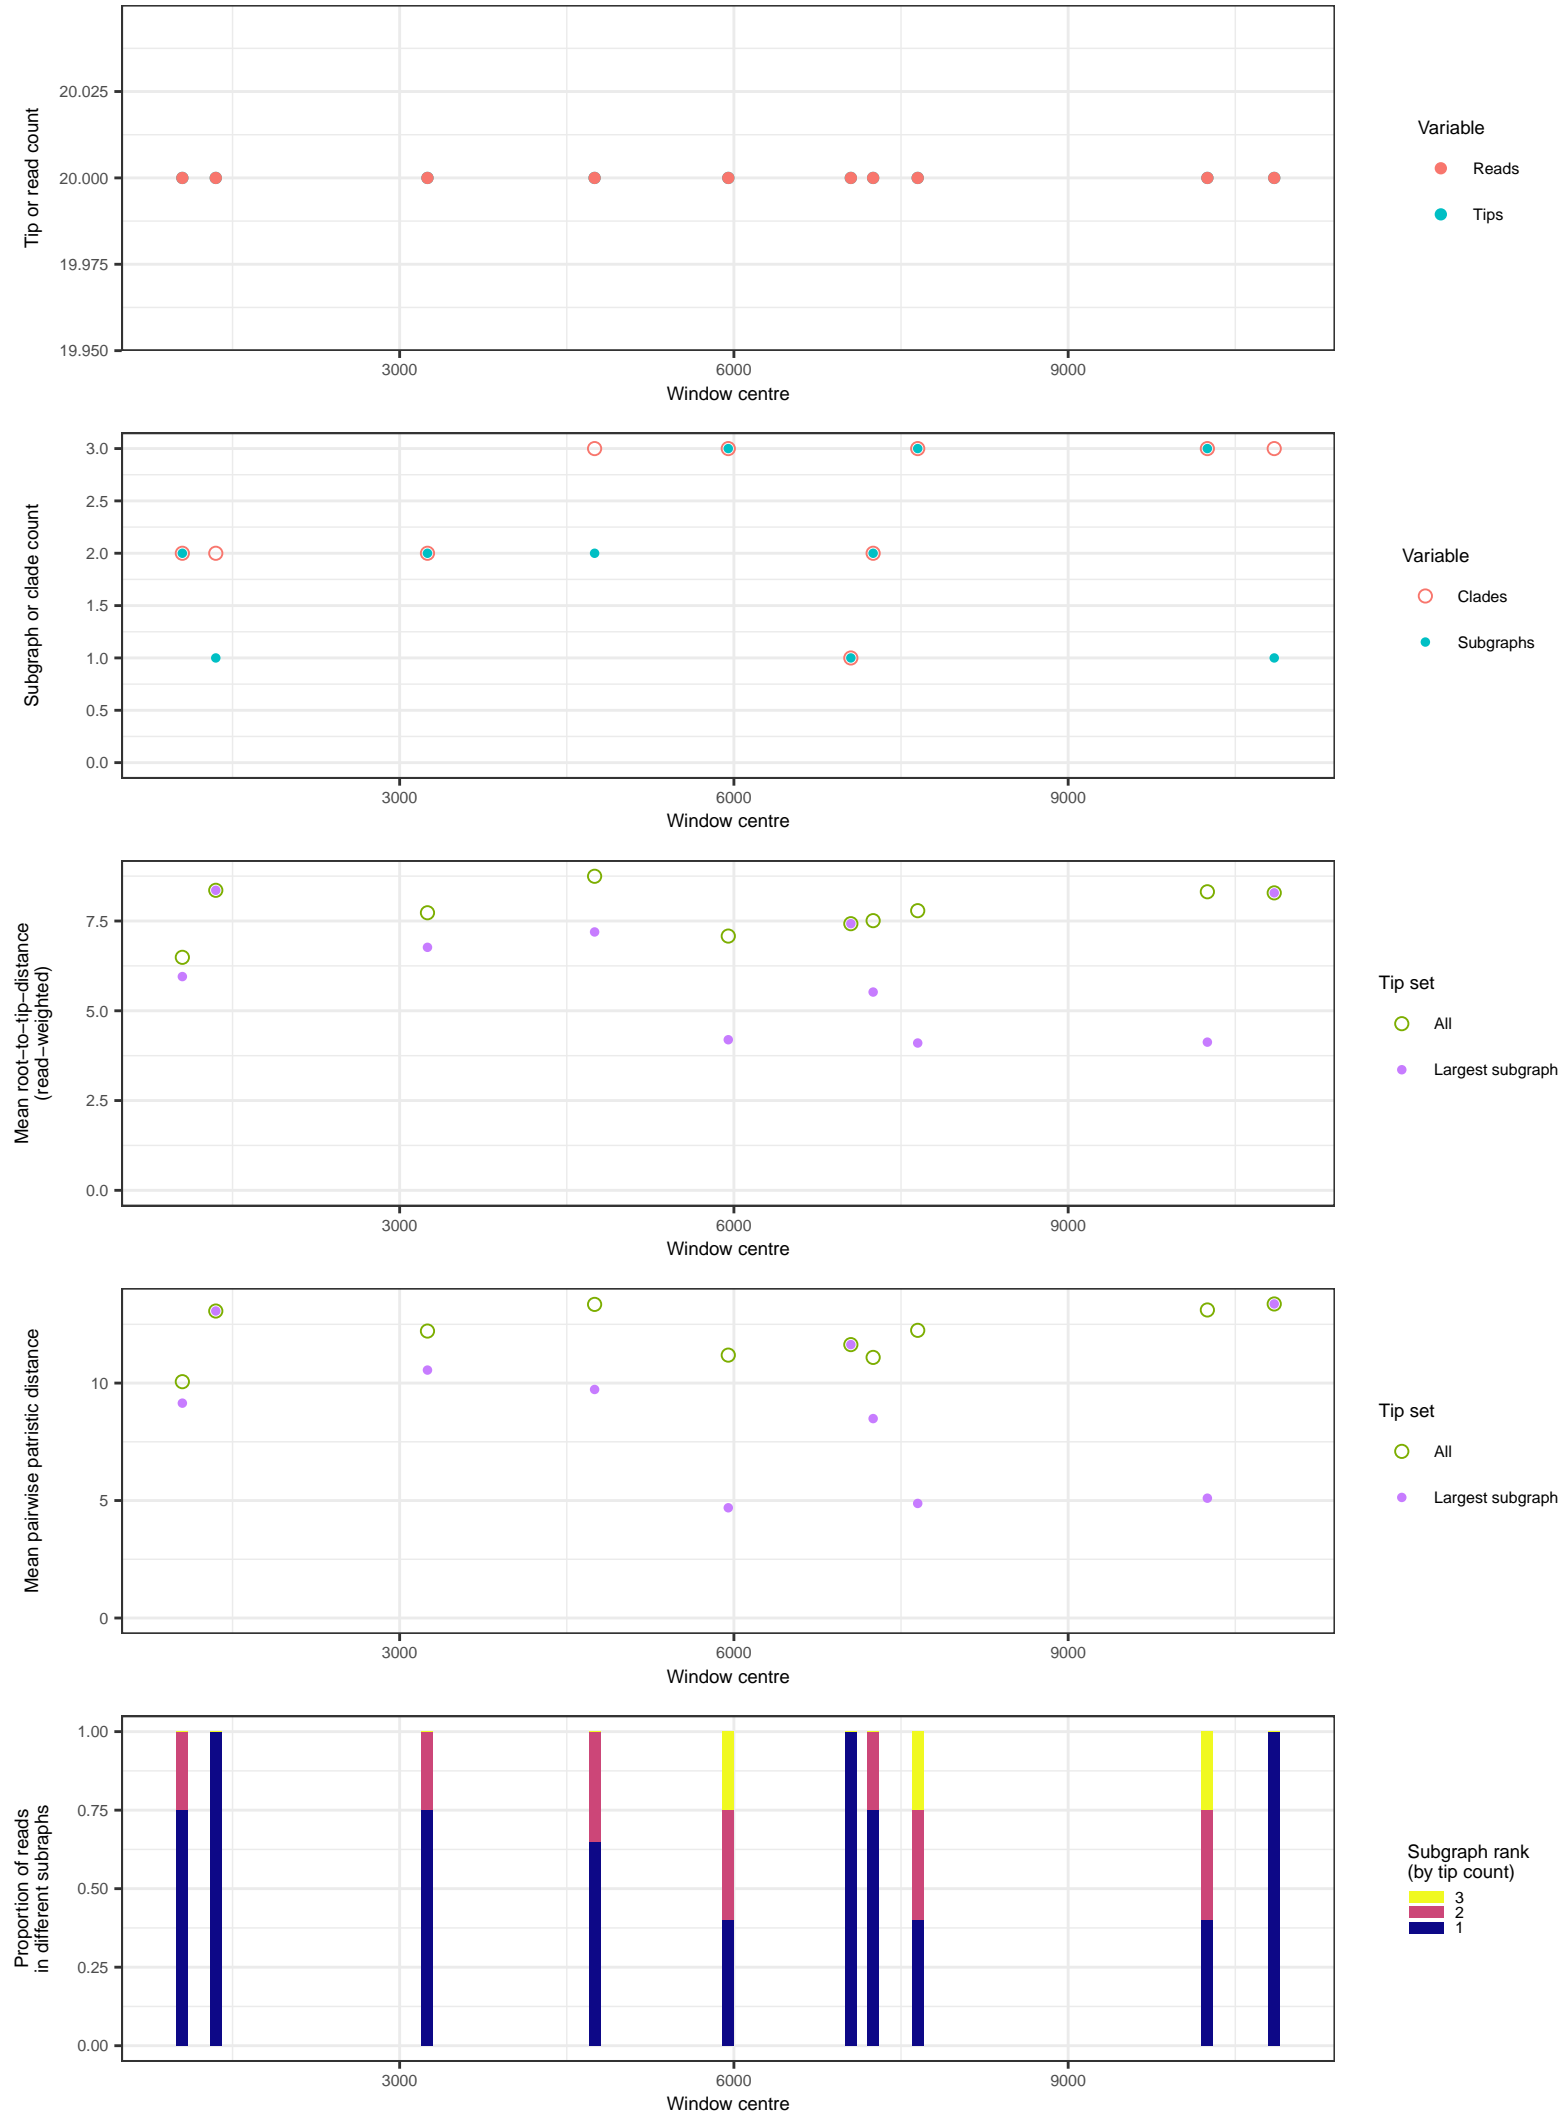 Tip or read count
20.025
20.000
19.975
19.950
3000
6000
9000
Window centre
Variable
Reads
Tips
Subgraph or clade count
3.0
2.5
2.0
1.5
1.0
0.5
0.0
3000
6000
9000
Window centre
Variable
Clades
Subgraphs
Mean root−to−tip−distance
(read−weighted)
7.5
5.0
2.5
0.0
3000
6000
9000
Window centre
Tip set
All
Largest subgraph
Mean pairwise patristic distance
10
5
0
3000
6000
9000
Window centre
Tip set
All
Largest subgraph
Proportion of reads
in different subraphs
1.00
0.75
0.50
0.25
0.00
3000
6000
9000
Window centre
Subgraph rank
(by tip count)
3
2
1